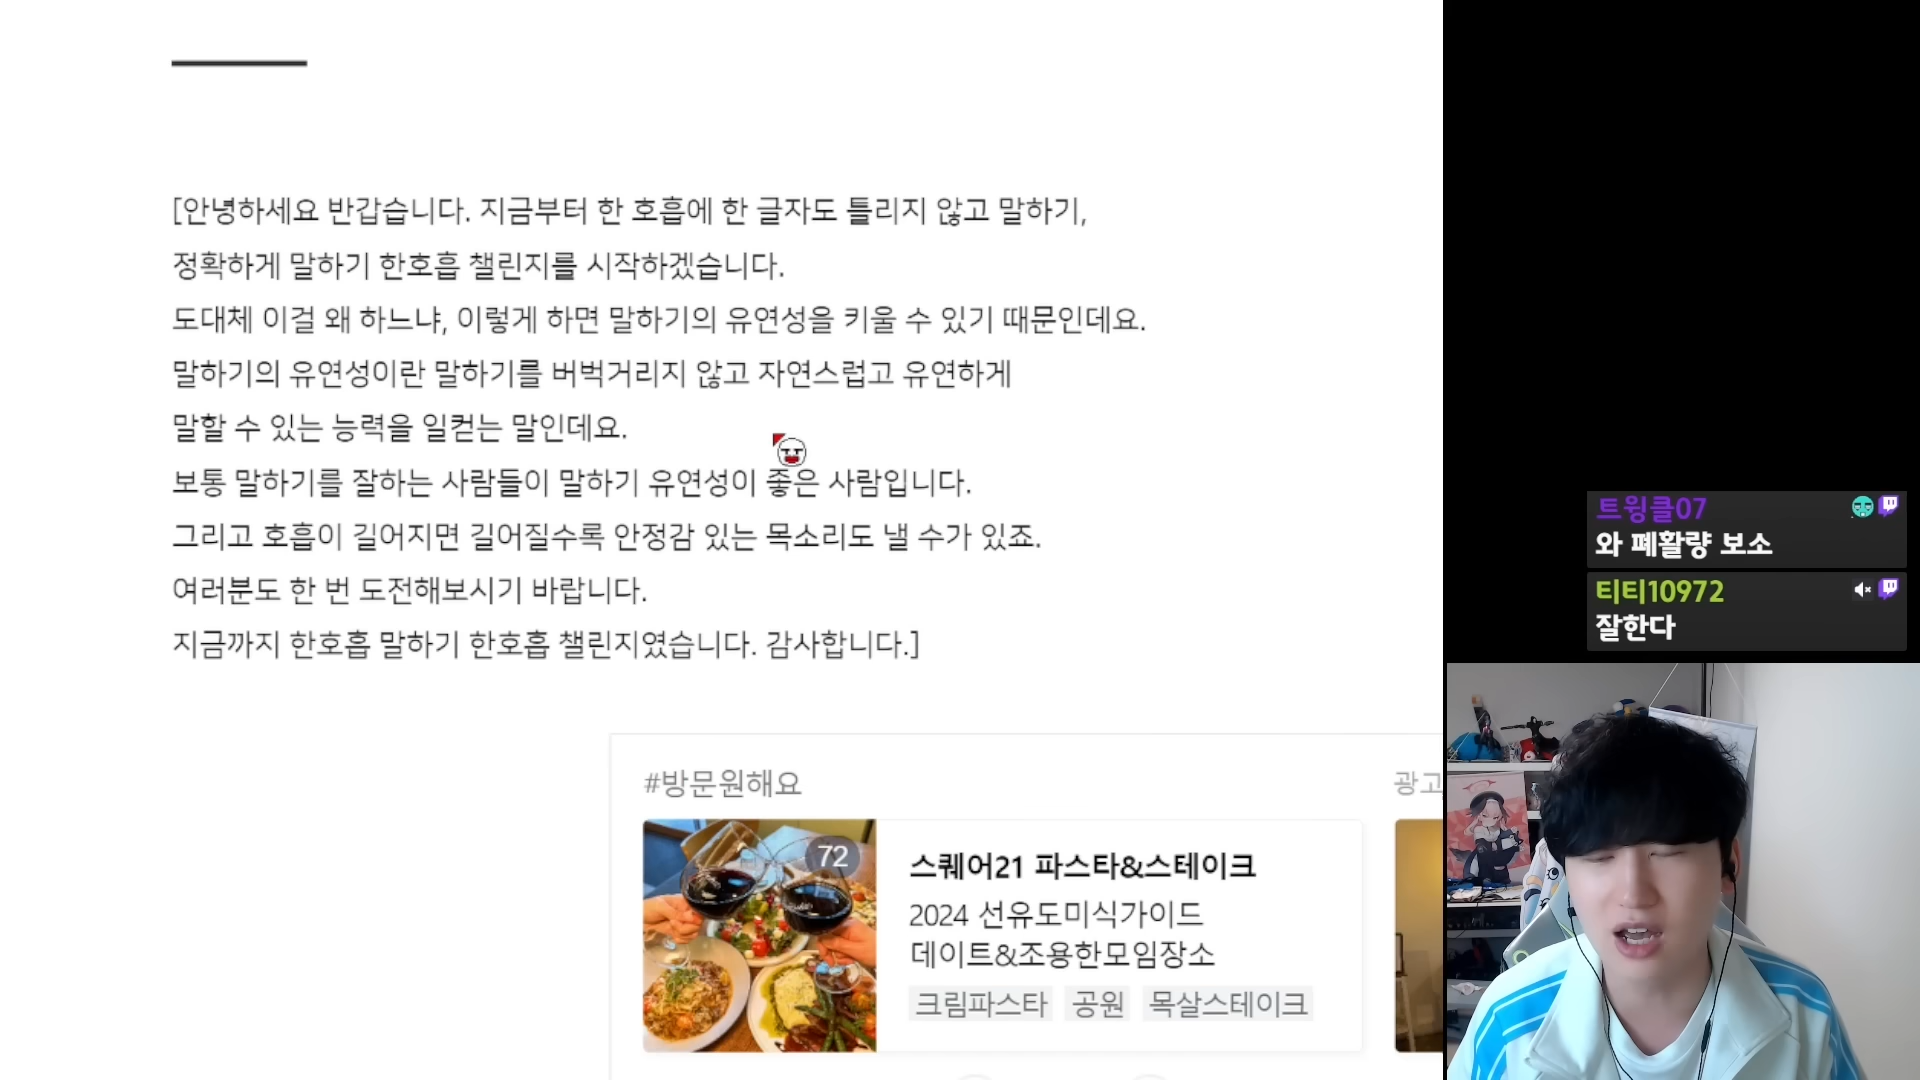 [안녕하세요 반갑습니다. 지금부터 한 호흡에 한 글자도 틀리지 않고 말하기,
정확하게 말하기 한호흡 챌린지를 시작하겠습니다.
도대체 이걸 왜 하느냐, 이렇게 하면 말하기의 유연성을 키울 수 있기 때문인데요.
말하기의 유연성이란 말하기를 버벅거리지 않고 자연스럽고 유연하게
말할 수 있는 능력을 일컫는 말인데요.
보통 말하기를 잘하는 사람들이 말하기 유연성이 좋은 사람입니다.
그리고 호흡이 길어지면 길어질수록 안정감 있는 목소리도 낼 수가 있죠.
여러분도 한 번 도전해보시기 바랍니다.
지금까지 한호흡 말하기 한호흡 챌린지였습니다. 감사합니다.]
#방문원해요
광고
72
스퀘어21 파스타&스테이크
2024 선유도미식가이드
데이트&조용한모임장소
크림파스타 공원 목살스테이크
트윙클07
와 폐활량 보소
티티10972
잘한다